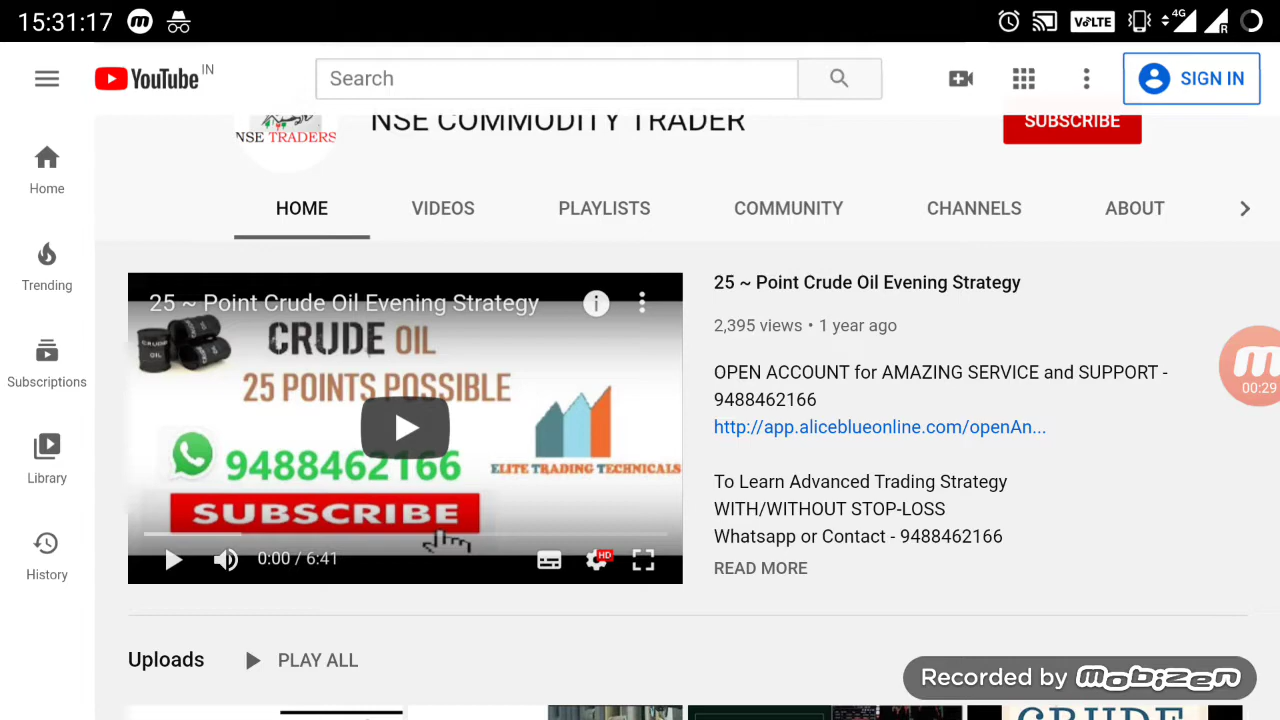 15:31:17
4G
VoLTE
R
YouTube IN
Search
SIGN IN
NSE TRADERS
NSE COMMODITY TRADER
SUBSCRIBE
Home
Trending
Subscriptions
Library
History
HOME
VIDEOS
PLAYLISTS
COMMUNITY
CHANNELS
ABOUT
25 ~ Point Crude Oil Evening Strategy
CRUDE OIL
CRUDE OIL
25 POINTS POSSIBLE
9488462166
ELITE TRADING TECHNICALS
SUBSCRIBE
0:00 / 6:41
HD
25 ~ Point Crude Oil Evening Strategy
2,395 views • 1 year ago
OPEN ACCOUNT for AMAZING SERVICE and SUPPORT -
9488462166
http://app.aliceblueonline.com/openAn...
To Learn Advanced Trading Strategy
WITH/WITHOUT STOP-LOSS
Whatsapp or Contact - 9488462166
READ MORE
00:29
Uploads
PLAY ALL
Recorded by mobizen
CRUDE